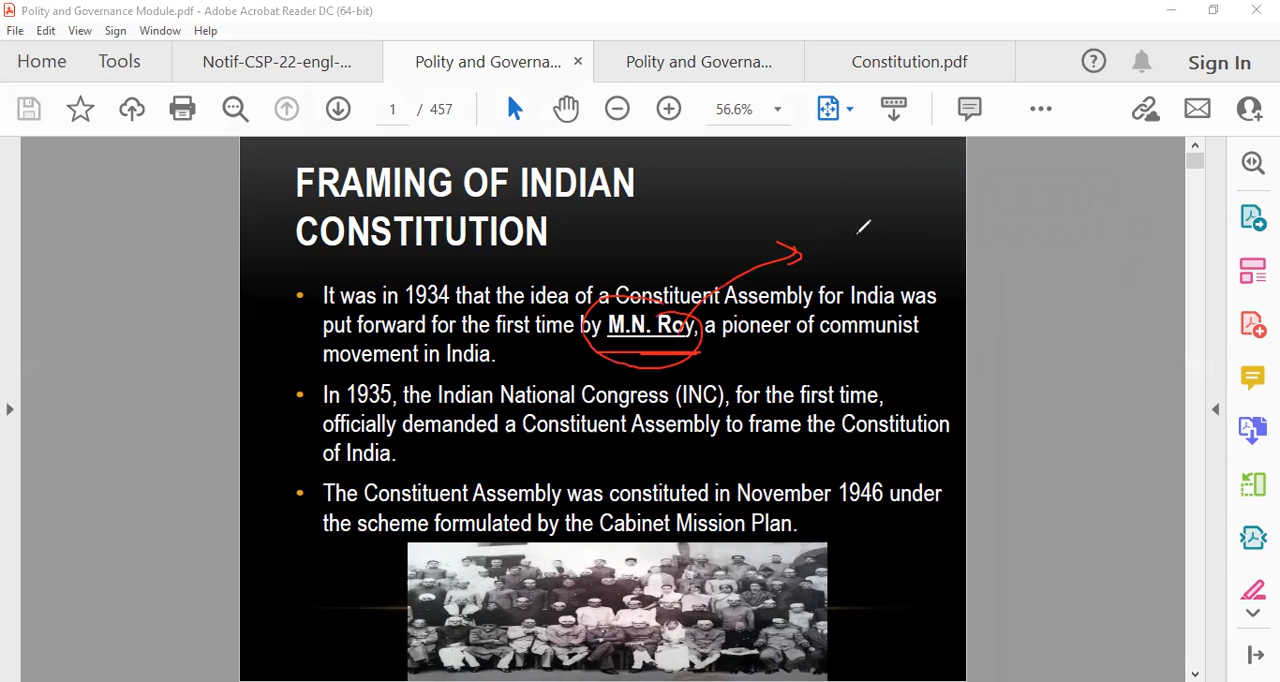 Polity and Governance Module.pdf - Adobe Acrobat Reader DC (64-bit)
File Edit View Sign Window Help
Home Tools Notif-CSP-22-engl-... Polity and Governa... × Polity and Governa... Constitution.pdf Sign In
1 / 457 56.6%
FRAMING OF INDIAN
CONSTITUTION
• It was in 1934 that the idea of a Constituent Assembly for India was
put forward for the first time by M.N. Roy, a pioneer of communist
movement in India.
• In 1935, the Indian National Congress (INC), for the first time,
officially demanded a Constituent Assembly to frame the Constitution
of India.
• The Constituent Assembly was constituted in November 1946 under
the scheme formulated by the Cabinet Mission Plan.